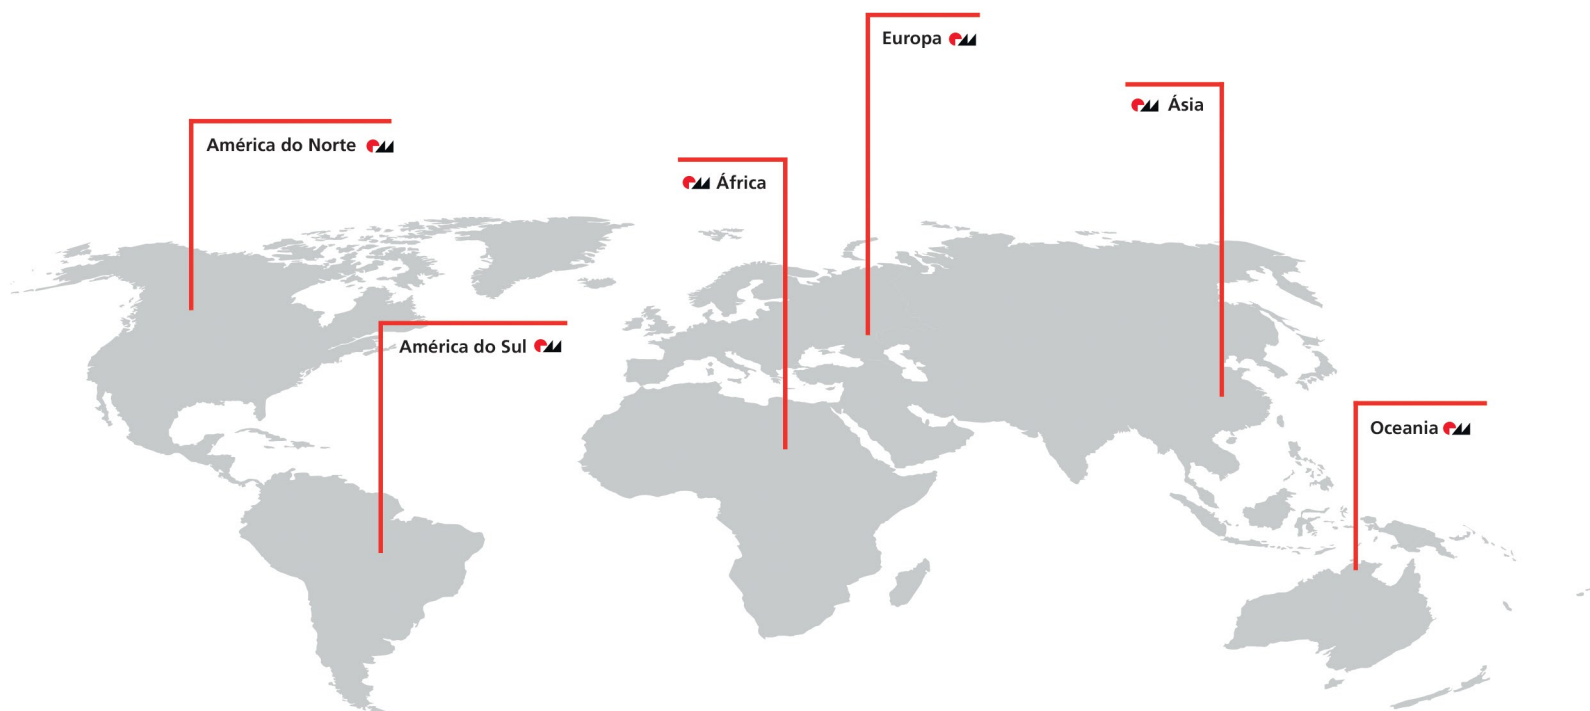 Europa
Ásia
América do Norte
África
América do Sul
Oceania